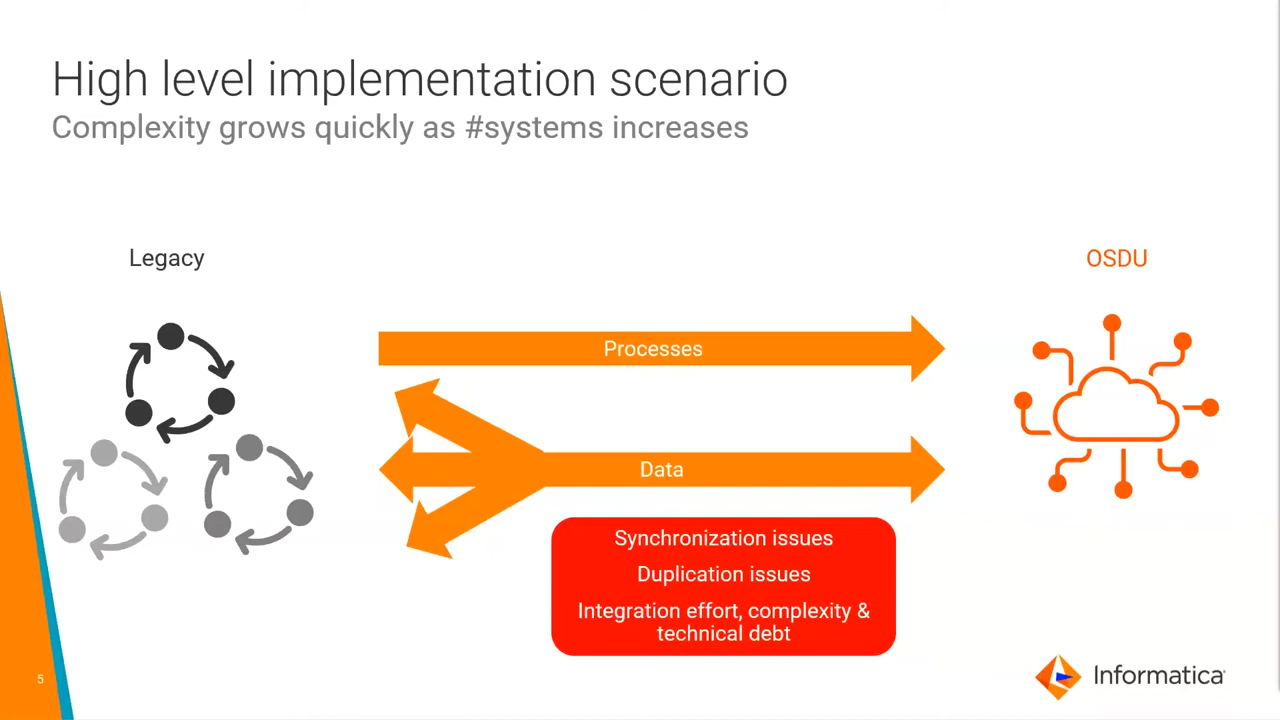 High level implementation scenario
Complexity grows quickly as #systems increases
Legacy
OSDU
Processes
Data
Synchronization issues
Duplication issues
Integration effort, complexity &
technical debt
5
Informatica